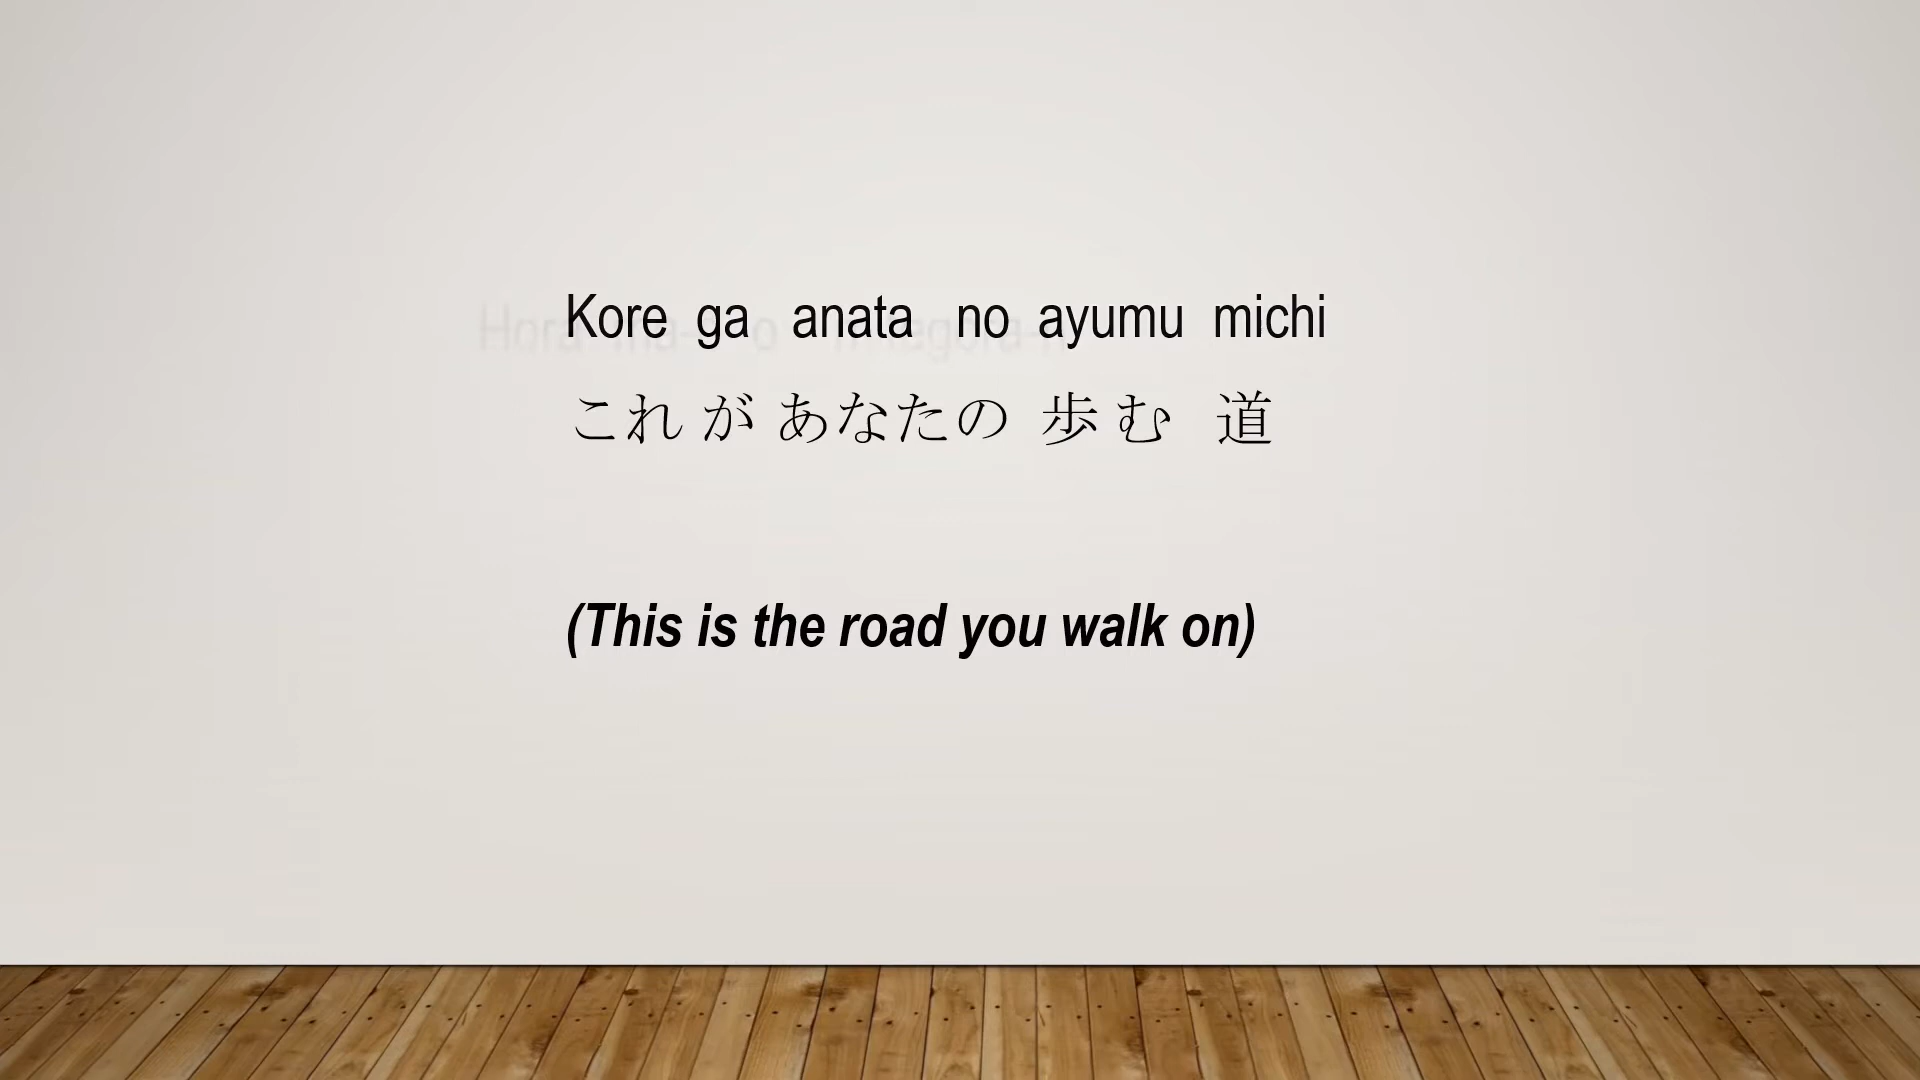 Kore ga anata no ayumu michi
これ が あなたの 歩 む 道
(This is the road you walk on)